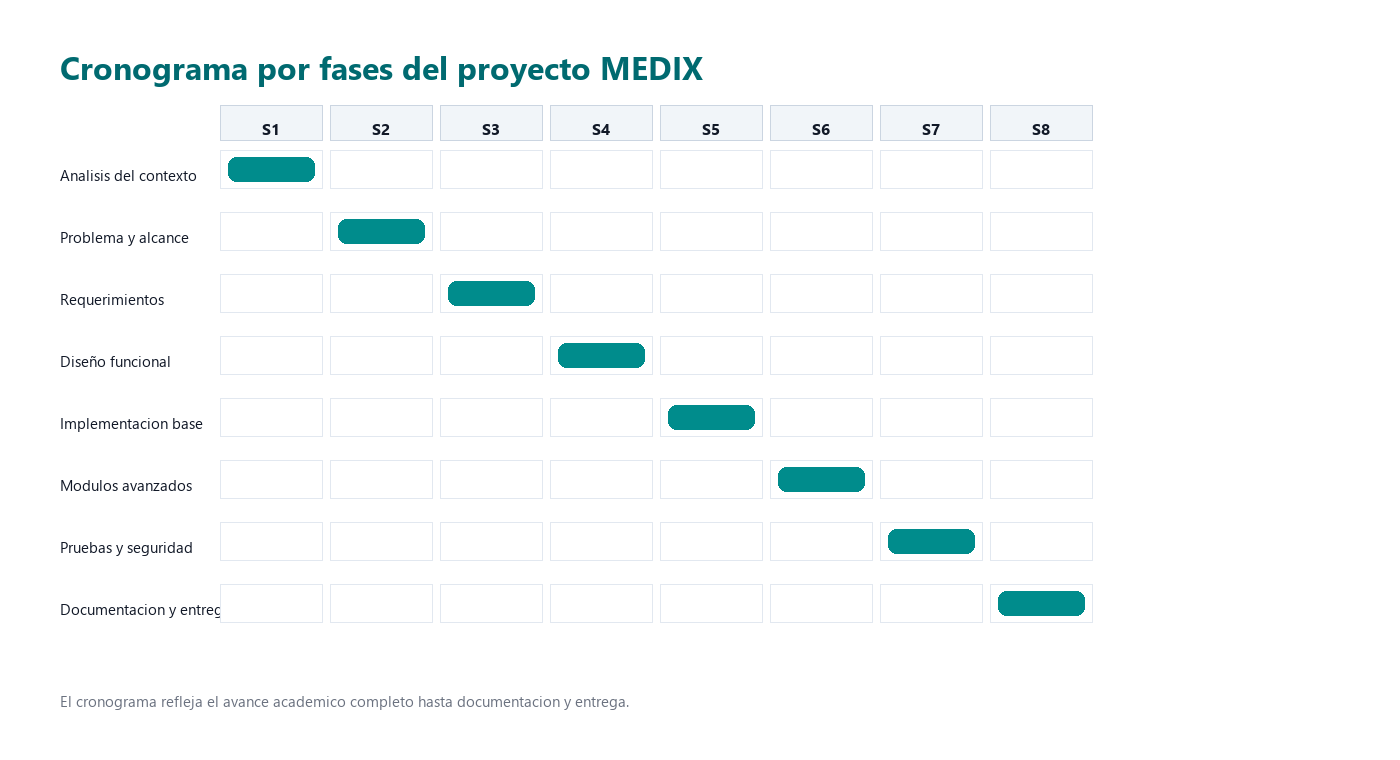 Cronograma por fases del proyecto MEDIX
S1 S2 S3 S4 S5 S6 S7 S8
Analisis del contexto
Problema y alcance
Requerimientos
Diseño funcional
Implementacion base
Modulos avanzados
Pruebas y seguridad
Documentacion y entreg
El cronograma refleja el avance academico completo hasta documentacion y entrega.